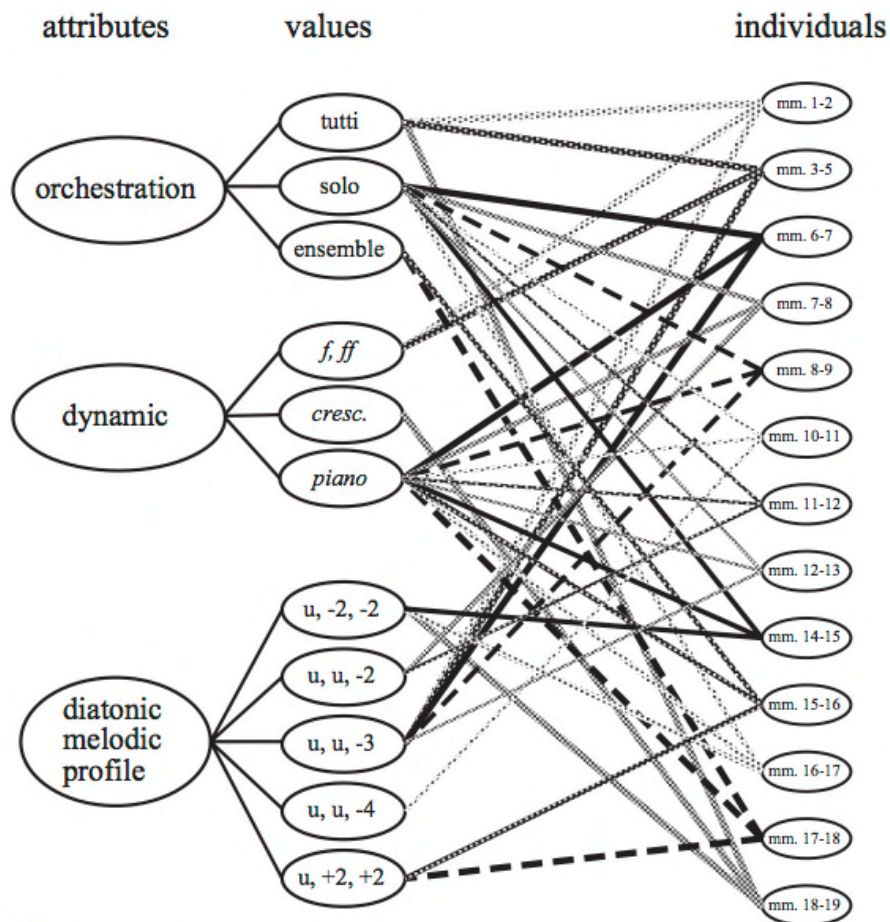 attributes
values
individuals
orchestration
tutti
solo
ensemble
dynamic
f, ff
cresc.
piano
diatonic
melodic
profile
u, -2, -2
u, u, -2
u, u, -3
u, u, -4
u, +2, +2
mm. 1-2
mm. 3-5
mm. 6-7
mm. 7-8
mm. 8-9
mm. 10-11
mm. 11-12
mm. 12-13
mm. 14-15
mm. 15-16
mm. 16-17
mm. 17-18
mm. 18-19